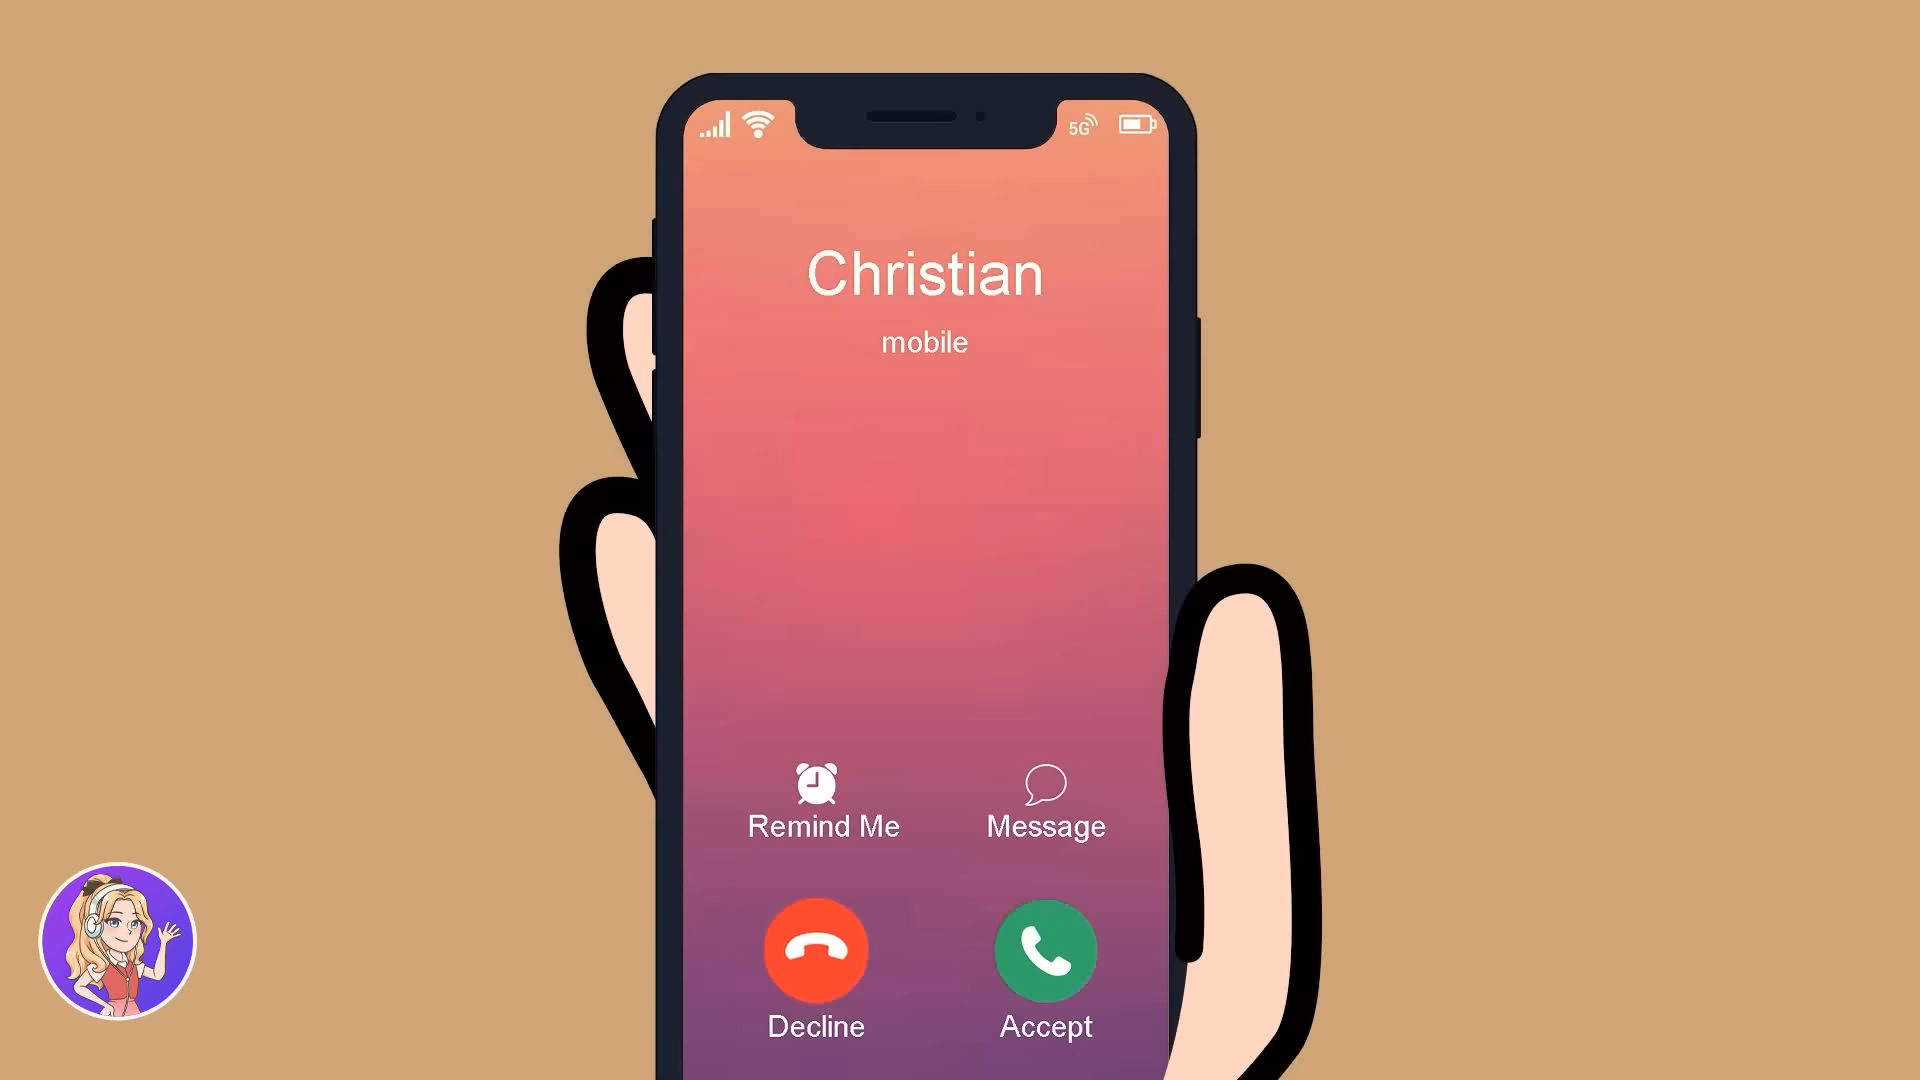 5G
Christian
mobile
Remind Me
Message
Decline
Accept